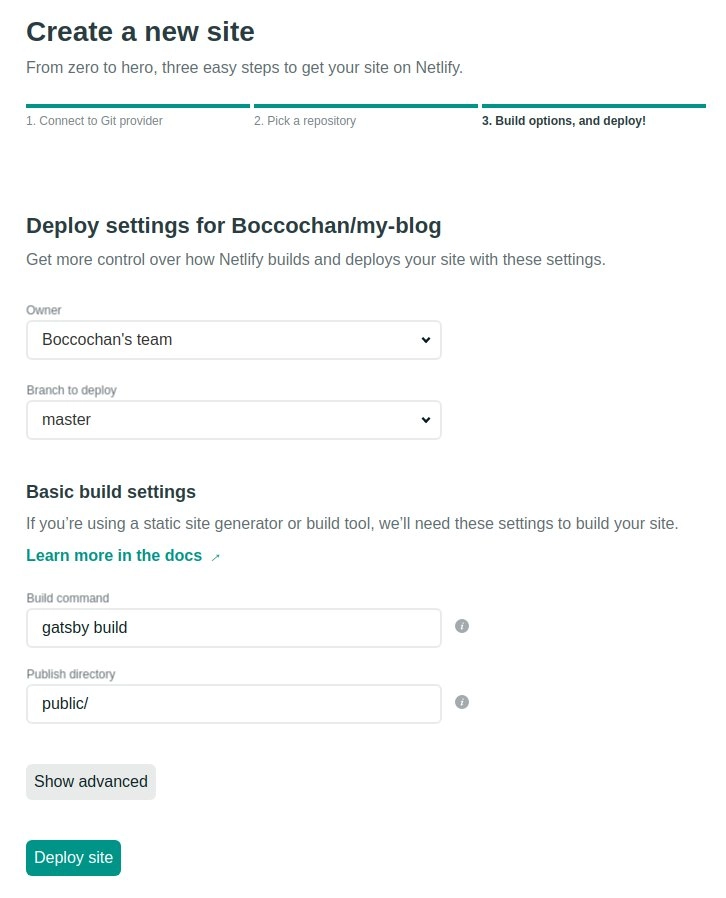 Create a new site
From zero to hero, three easy steps to get your site on Netlify.
1. Connect to Git provider
2. Pick a repository
3. Build options, and deploy!
Deploy settings for Boccochan/my-blog
Get more control over how Netlify builds and deploys your site with these settings.
Owner
Boccochan's team
Branch to deploy
master
Basic build settings
If you’re using a static site generator or build tool, we’ll need these settings to build your site.
Learn more in the docs →
Build command
gatsby build
i
Publish directory
public/
i
Show advanced
Deploy site